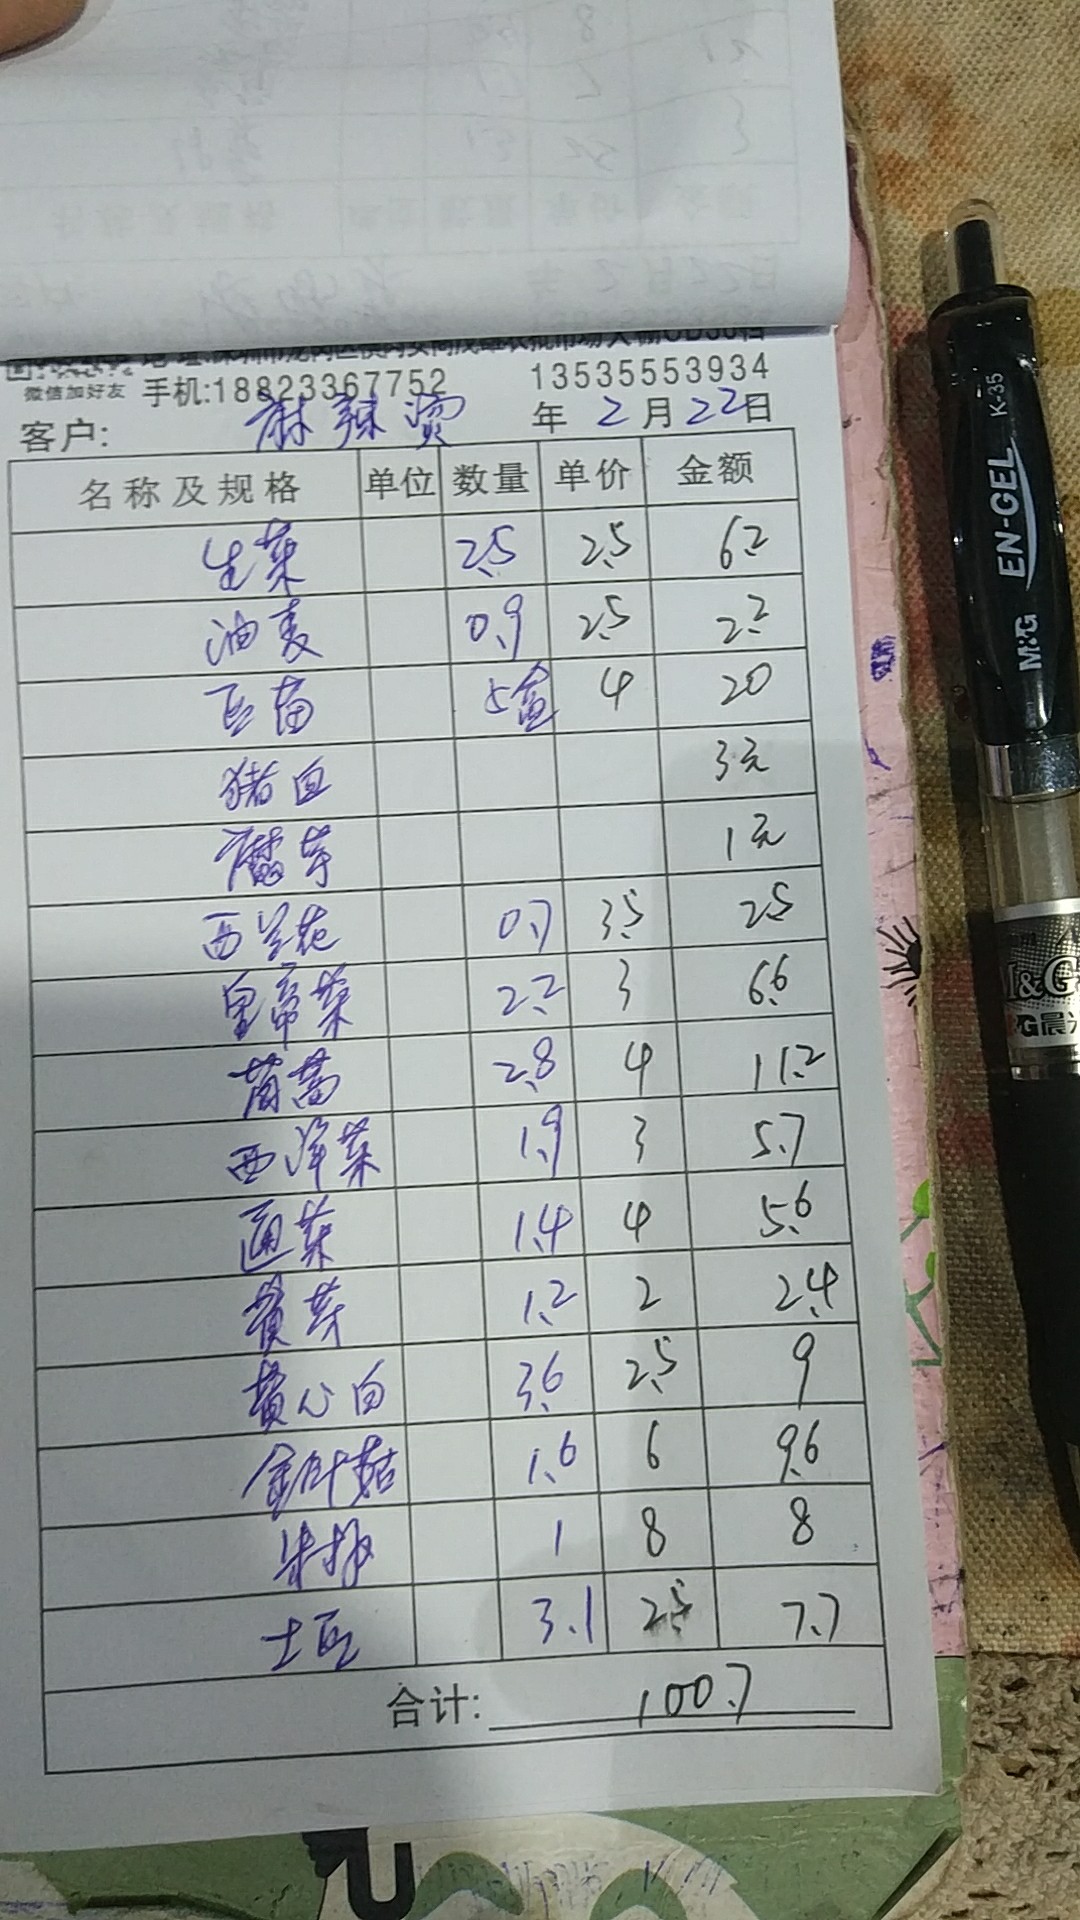 微信加好友 手机:18823367752 13535553934
客户: 麻辣烫 年 2 月 22 日
名称及规格 单位 数量 单价 金额
生菜 2.5 2.5 6.2
油麦 0.9 2.5 2.2
豆苗 5盒 4 20
猪血 3元
魔芋 1元
西兰花 0.7 3.5 2.5
皇帝菜 2.2 3 6.6
茼蒿 2.8 4 11.2
西洋菜 1.9 3 5.7
通菜 1.4 4 5.6
黄芽 1.2 2 2.4
黄心白 3.6 2.5 9
金针菇 1.6 6 9.6
1 8 8
土豆 3.1 2.5 7.7
合计: 100.7
M&G EN-GEL K-35
M&G
M&G晨光